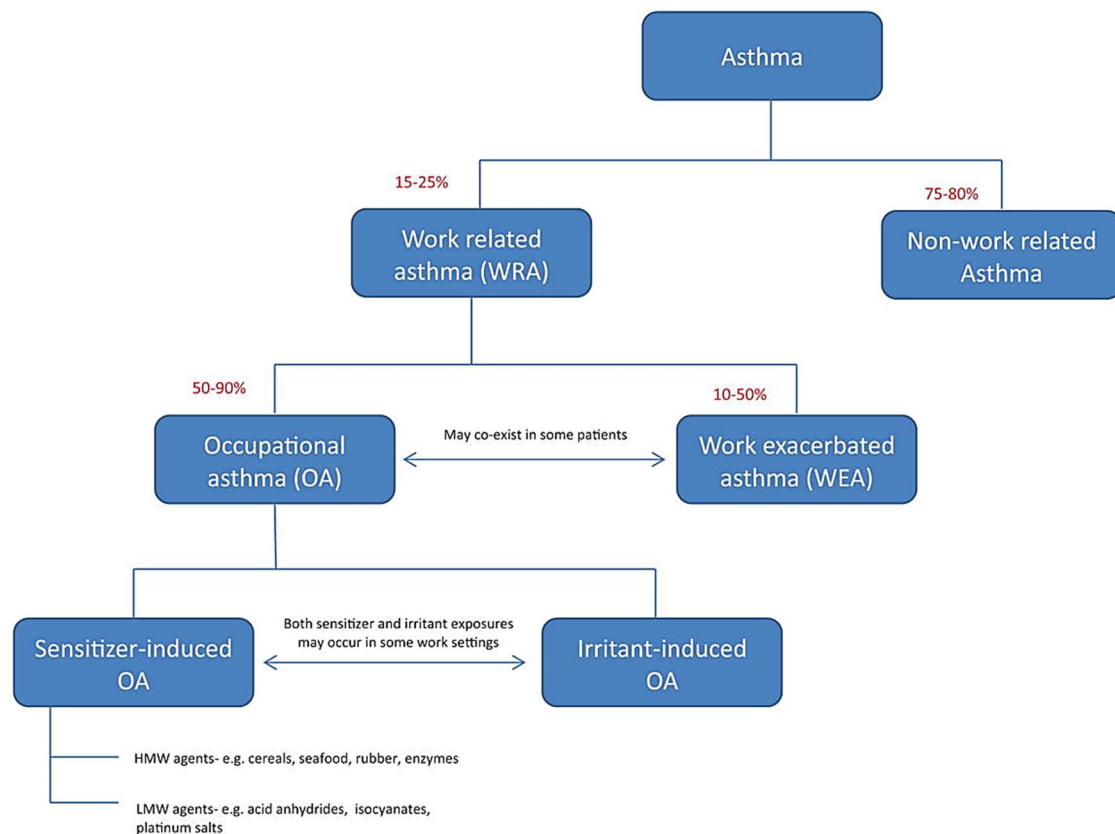 Asthma
15-25%
75-80%
Work related
asthma (WRA)
Non-work related
Asthma
50-90%
10-50%
Occupational
asthma (OA)
May co-exist in some patients
Work exacerbated
asthma (WEA)
Sensitizer-induced
OA
Both sensitizer and irritant exposures
may occur in some work settings
Irritant-induced
OA
HMW agents- e.g. cereals, seafood, rubber, enzymes
LMW agents- e.g. acid anhydrides, isocyanates,
platinum salts